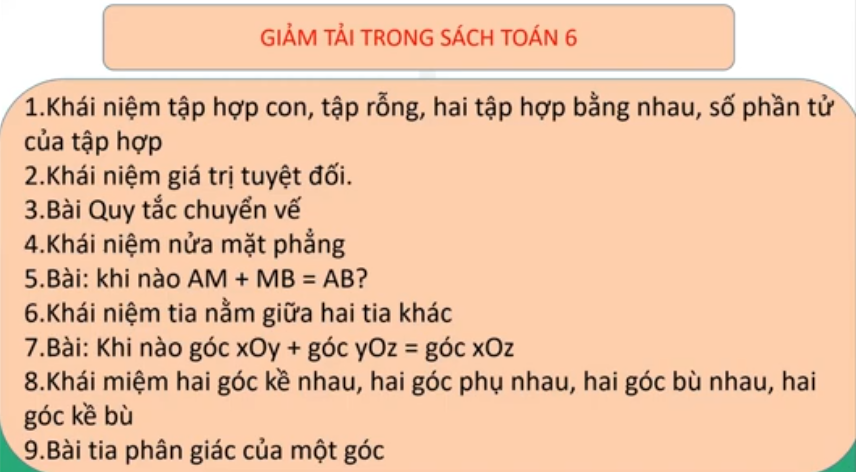 GIẢM TẢI TRONG SÁCH TOÁN 6
1.Khái niệm tập hợp con, tập rỗng, hai tập hợp bằng nhau, số phần tử
của tập hợp
2.Khái niệm giá trị tuyệt đối.
3.Bài Quy tắc chuyển vế
4.Khái niệm nửa mặt phẳng
5.Bài: khi nào AM + MB = AB?
6.Khái niệm tia nằm giữa hai tia khác
7.Bài: Khi nào góc xOy + góc yOz = góc xOz
8.Khái miệm hai góc kề nhau, hai góc phụ nhau, hai góc bù nhau, hai
góc kề bù
9.Bài tia phân giác của một góc